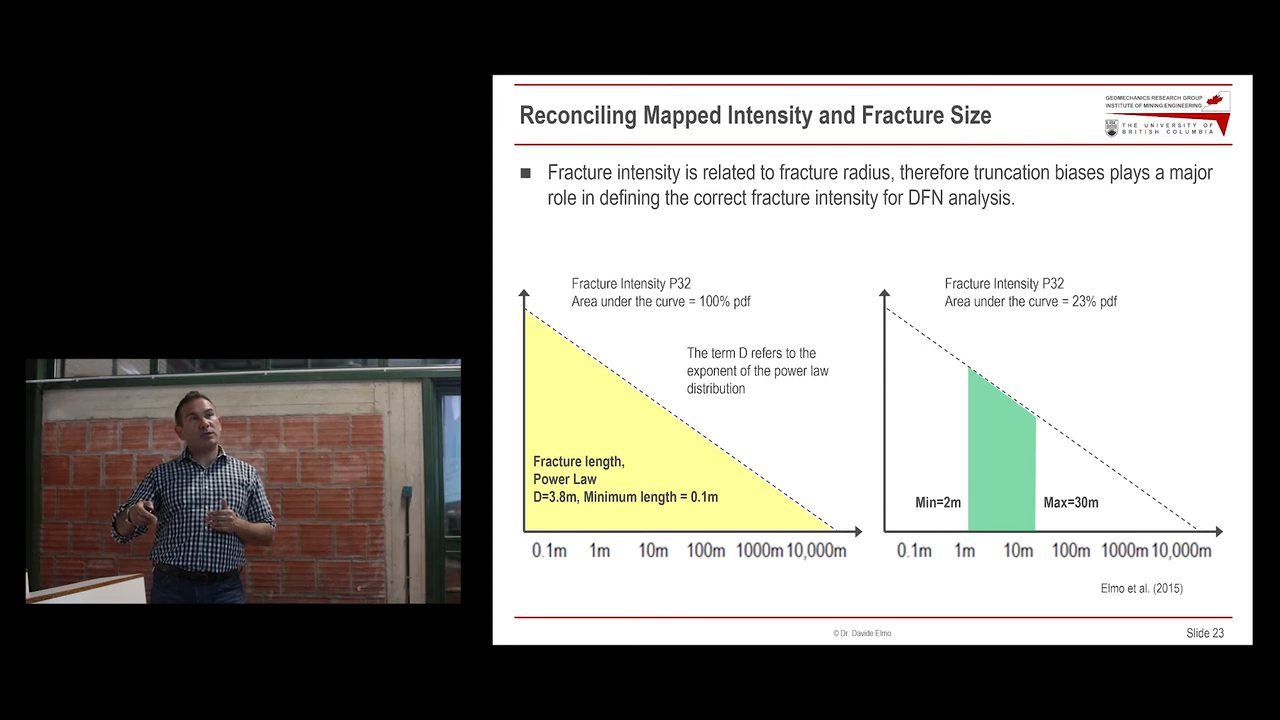 Reconciling Mapped Intensity and Fracture Size
GEOMECHANICS RESEARCH GROUP
INSTITUTE OF MINING ENGINEERING
THE UNIVERSITY OF
BRITISH COLUMBIA
■ Fracture intensity is related to fracture radius, therefore truncation biases plays a major
role in defining the correct fracture intensity for DFN analysis.
Fracture Intensity P32
Area under the curve = 100% pdf
The term D refers to the
exponent of the power law
distribution
Fracture length,
Power Law
D=3.8m, Minimum length = 0.1m
0.1m 1m 10m 100m 1000m 10,000m
Fracture Intensity P32
Area under the curve = 23% pdf
Min=2m
Max=30m
0.1m 1m 10m 100m 1000m 10,000m
Elmo et al. (2015)
© Dr. Davide Elmo
Slide 23